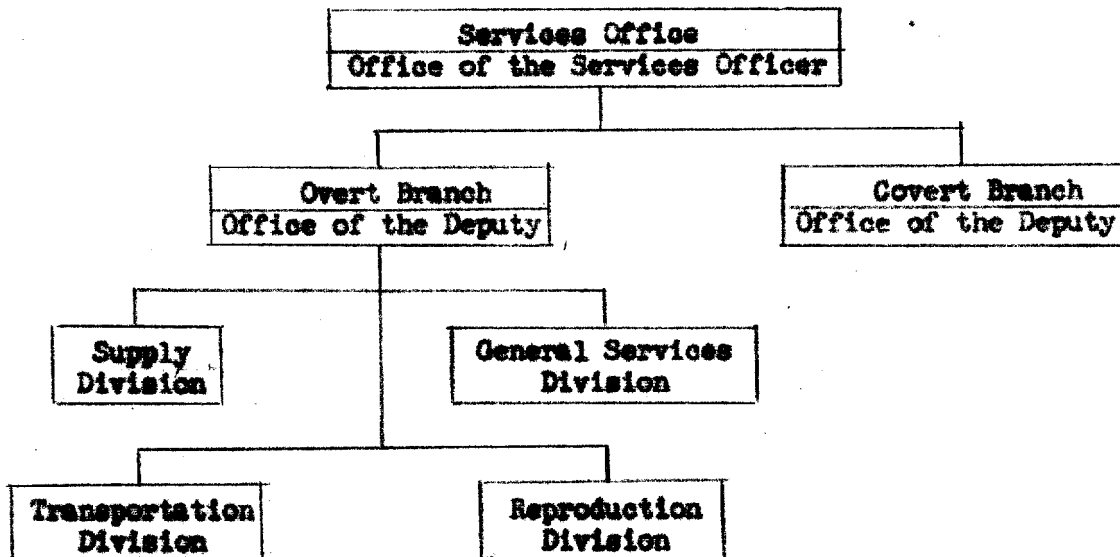 Services Office
Office of the Services Officer
Overt Branch
Office of the Deputy
Covert Branch
Office of the Deputy
Supply
Division
General Services
Division
Transportation
Division
Reproduction
Division